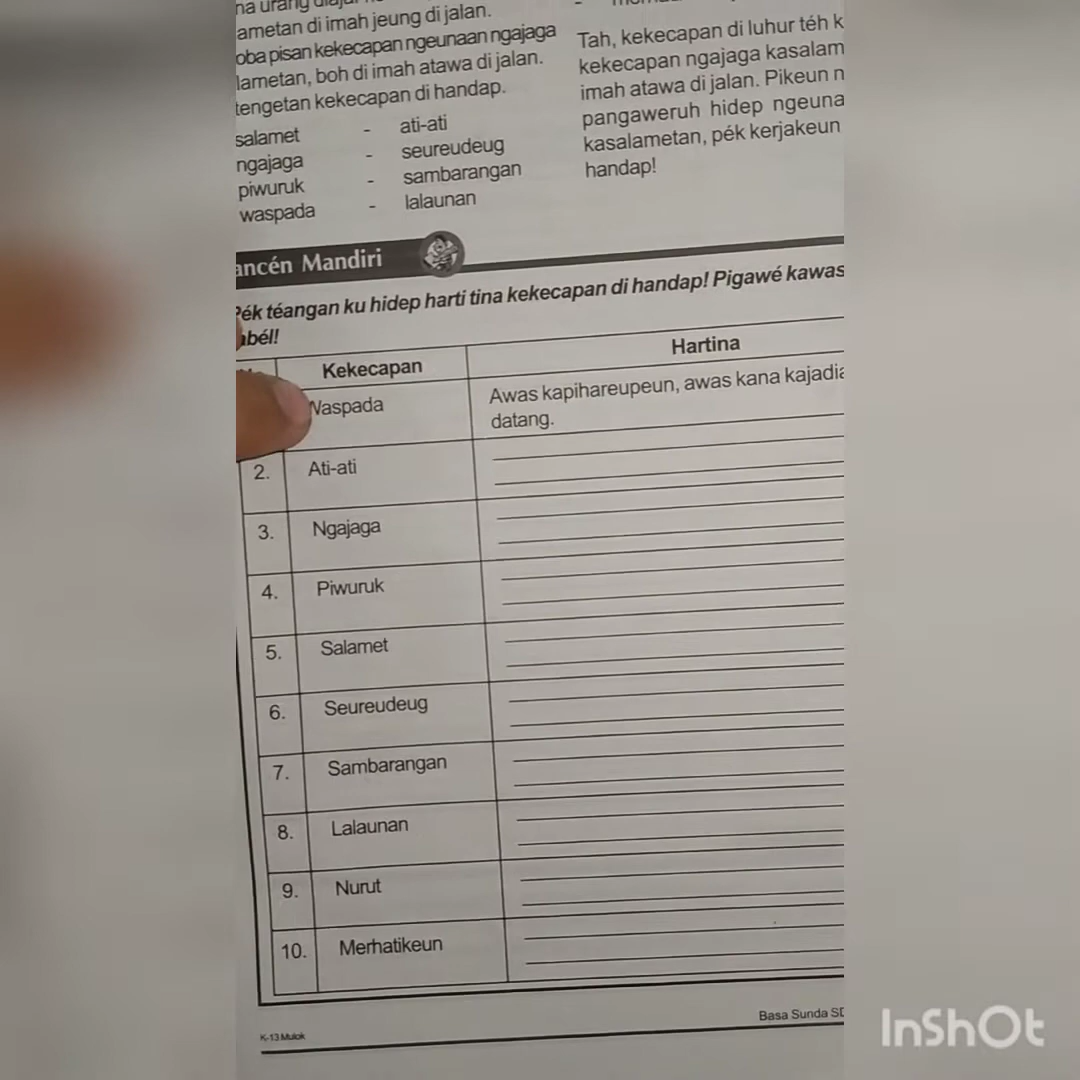 ametan di imah jeung di jalan.
oba pisan kekecapan ngeunaan ngajaga
lametan, boh di imah atawa di jalan.
tengetan kekecapan di handap.
salamet - ati-ati
ngajaga - seureudeug
piwuruk - sambarangan
waspada - lalaunan
Tah, kekecapan di luhur téh k
kekecapan ngajaga kasalam
imah atawa di jalan. Pikeun n
pangaweruh hidep ngeuna
kasalametan, pék kerjakeun
handap!
ancén Mandiri
Pék téangan ku hidep harti tina kekecapan di handap! Pigawé kawas
abél!
Kekecapan Hartina
Waspada Awas kapihareupeun, awas kana kajadia
datang.
2. Ati-ati
3. Ngajaga
4. Piwuruk
5. Salamet
6. Seureudeug
7. Sambarangan
8. Lalaunan
9. Nurut
10. Merhatikeun
K-13 Mulok
Basa Sunda SD
InShOt